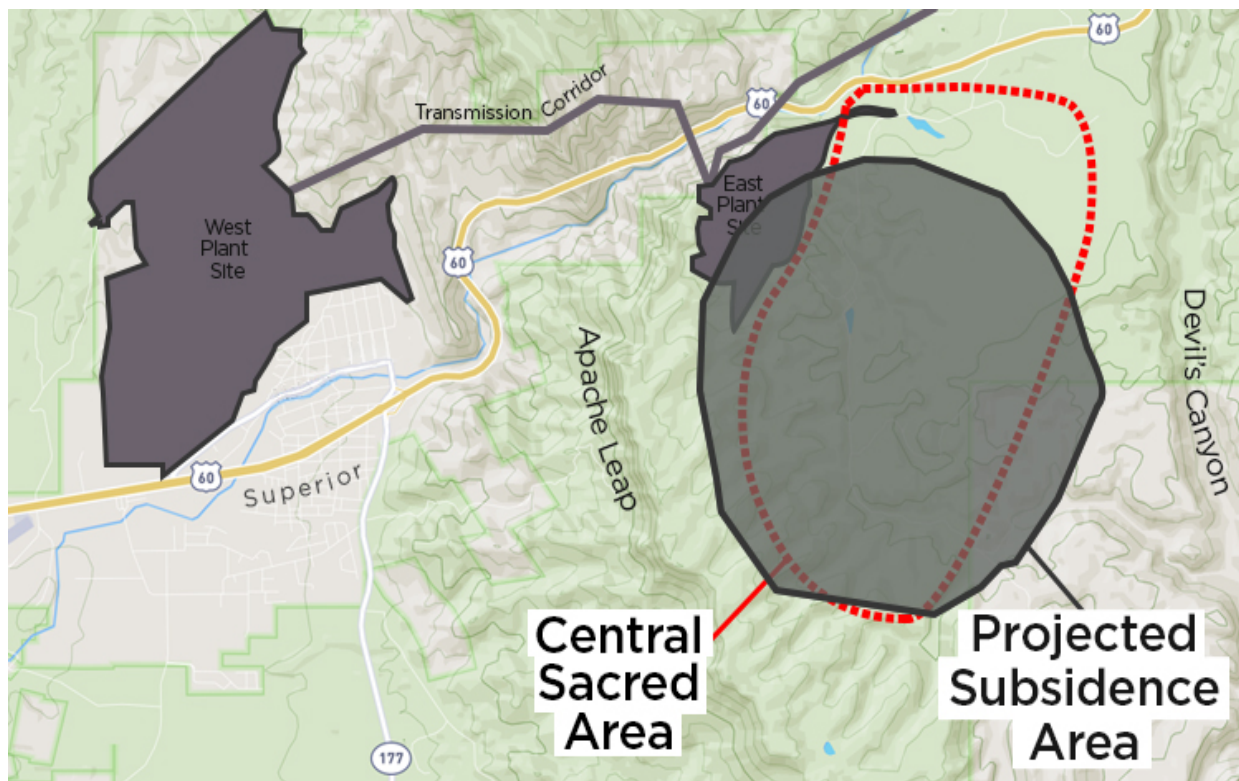 60
60
Transmission Corridor
East
Plant
Site
West
Plant
Site
60
Apache Leap
Devil's Canyon
60
Superior
Central
Sacred
Area
Projected
Subsidence
Area
177